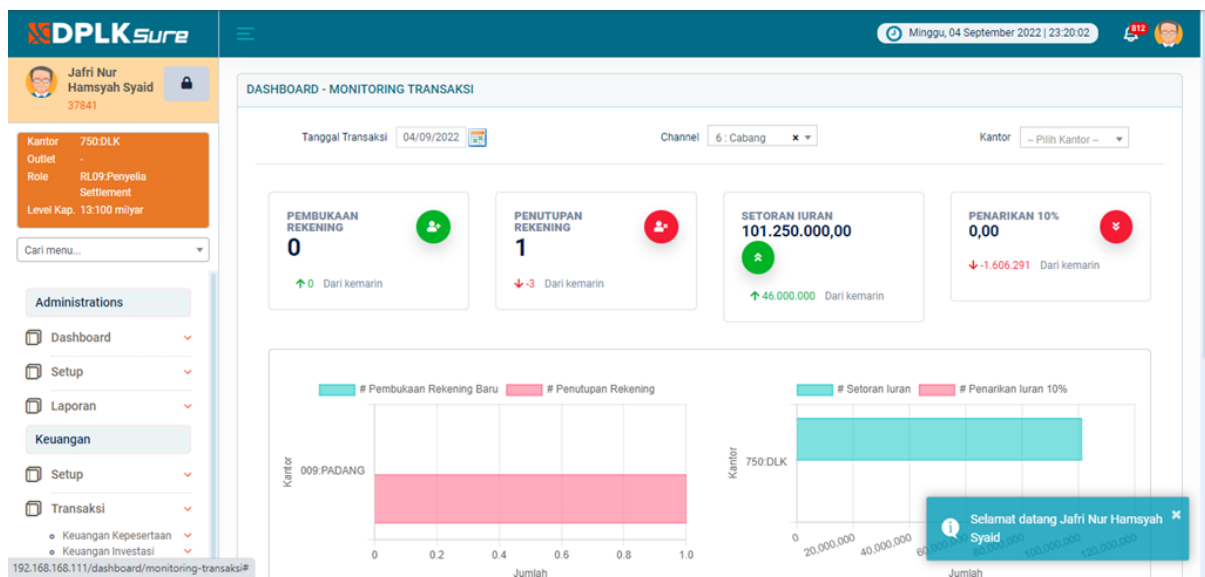 DPLKSure
Minggu, 04 September 2022 | 23:20:02
812
Jafri Nur
Hamsyah Syaid
37841
Kantor 750:DLK
Outlet -
Role RL09:Penyelia
Settlement
Level Kap. 13:100 milyar
Cari menu...
Administrations
Dashboard
Setup
Laporan
Keuangan
Setup
Transaksi
Keuangan Kepesertaan
Keuangan Investasi
192.168.168.111/dashboard/monitoring-transaksi#
DASHBOARD - MONITORING TRANSAKSI
Tanggal Transaksi 04/09/2022 Channel 6 : Cabang × Kantor -- Pilih Kantor --
PEMBUKAAN
REKENING
0
0 Dari kemarin
PENUTUPAN
REKENING
1
-3 Dari kemarin
SETORAN IURAN
101.250.000,00
46.000.000 Dari kemarin
PENARIKAN 10%
0,00
-1.606.291 Dari kemarin
# Pembukaan Rekening Baru # Penutupan Rekening
Kantor
009:PADANG
0 0.2 0.4 0.6 0.8 1.0
Jumlah
# Setoran Iuran # Penarikan Iuran 10%
Kantor
750:DLK
0 20.000.000 40.000.000 60.000.000 80.000.000 100.000.000 120.000.000
Jumlah
Selamat datang Jafri Nur Hamsyah ×
Syaid